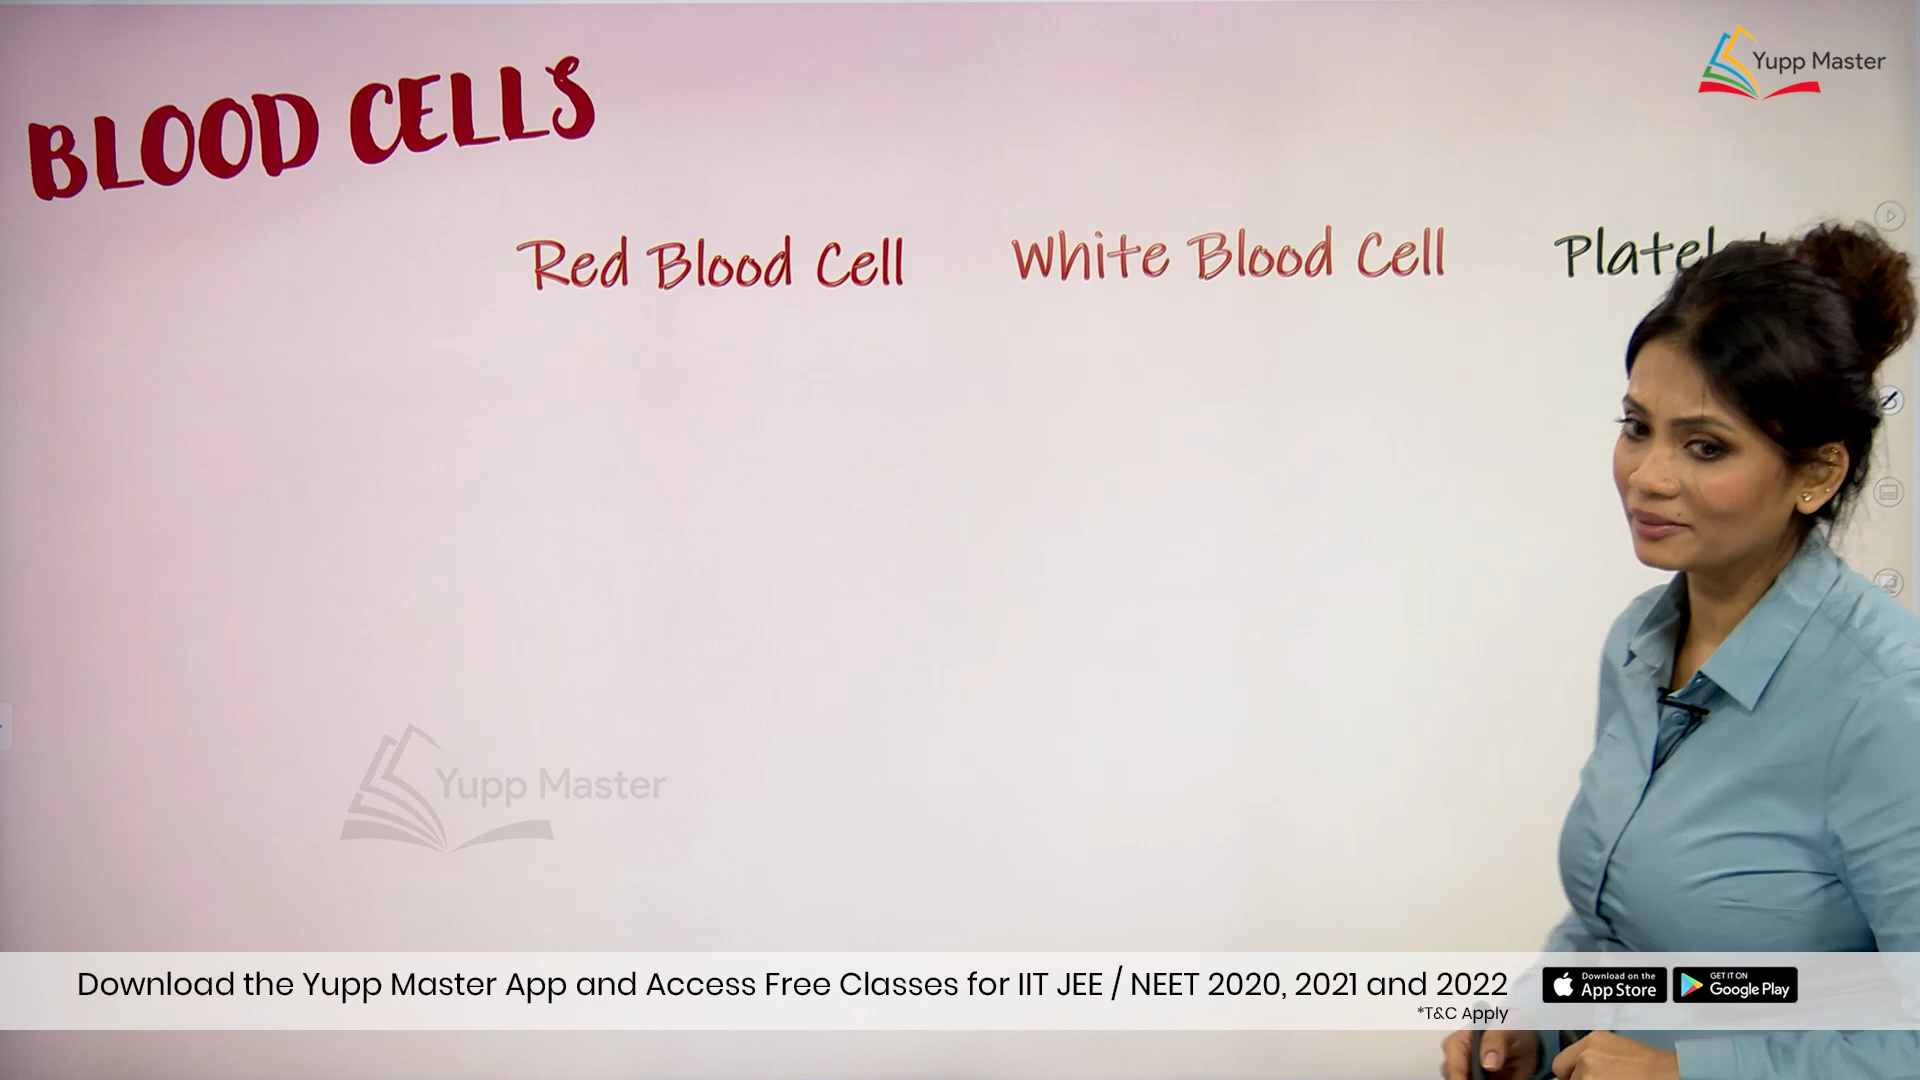 Yupp Master
BLOOD CELLS
Red Blood Cell
White Blood Cell
Yupp Master
Download the Yupp Master App and Access Free Classes for IIT JEE / NEET 2020, 2021 and 2022
*T&C Apply
Download on the
App Store
GET IT ON
Google Play